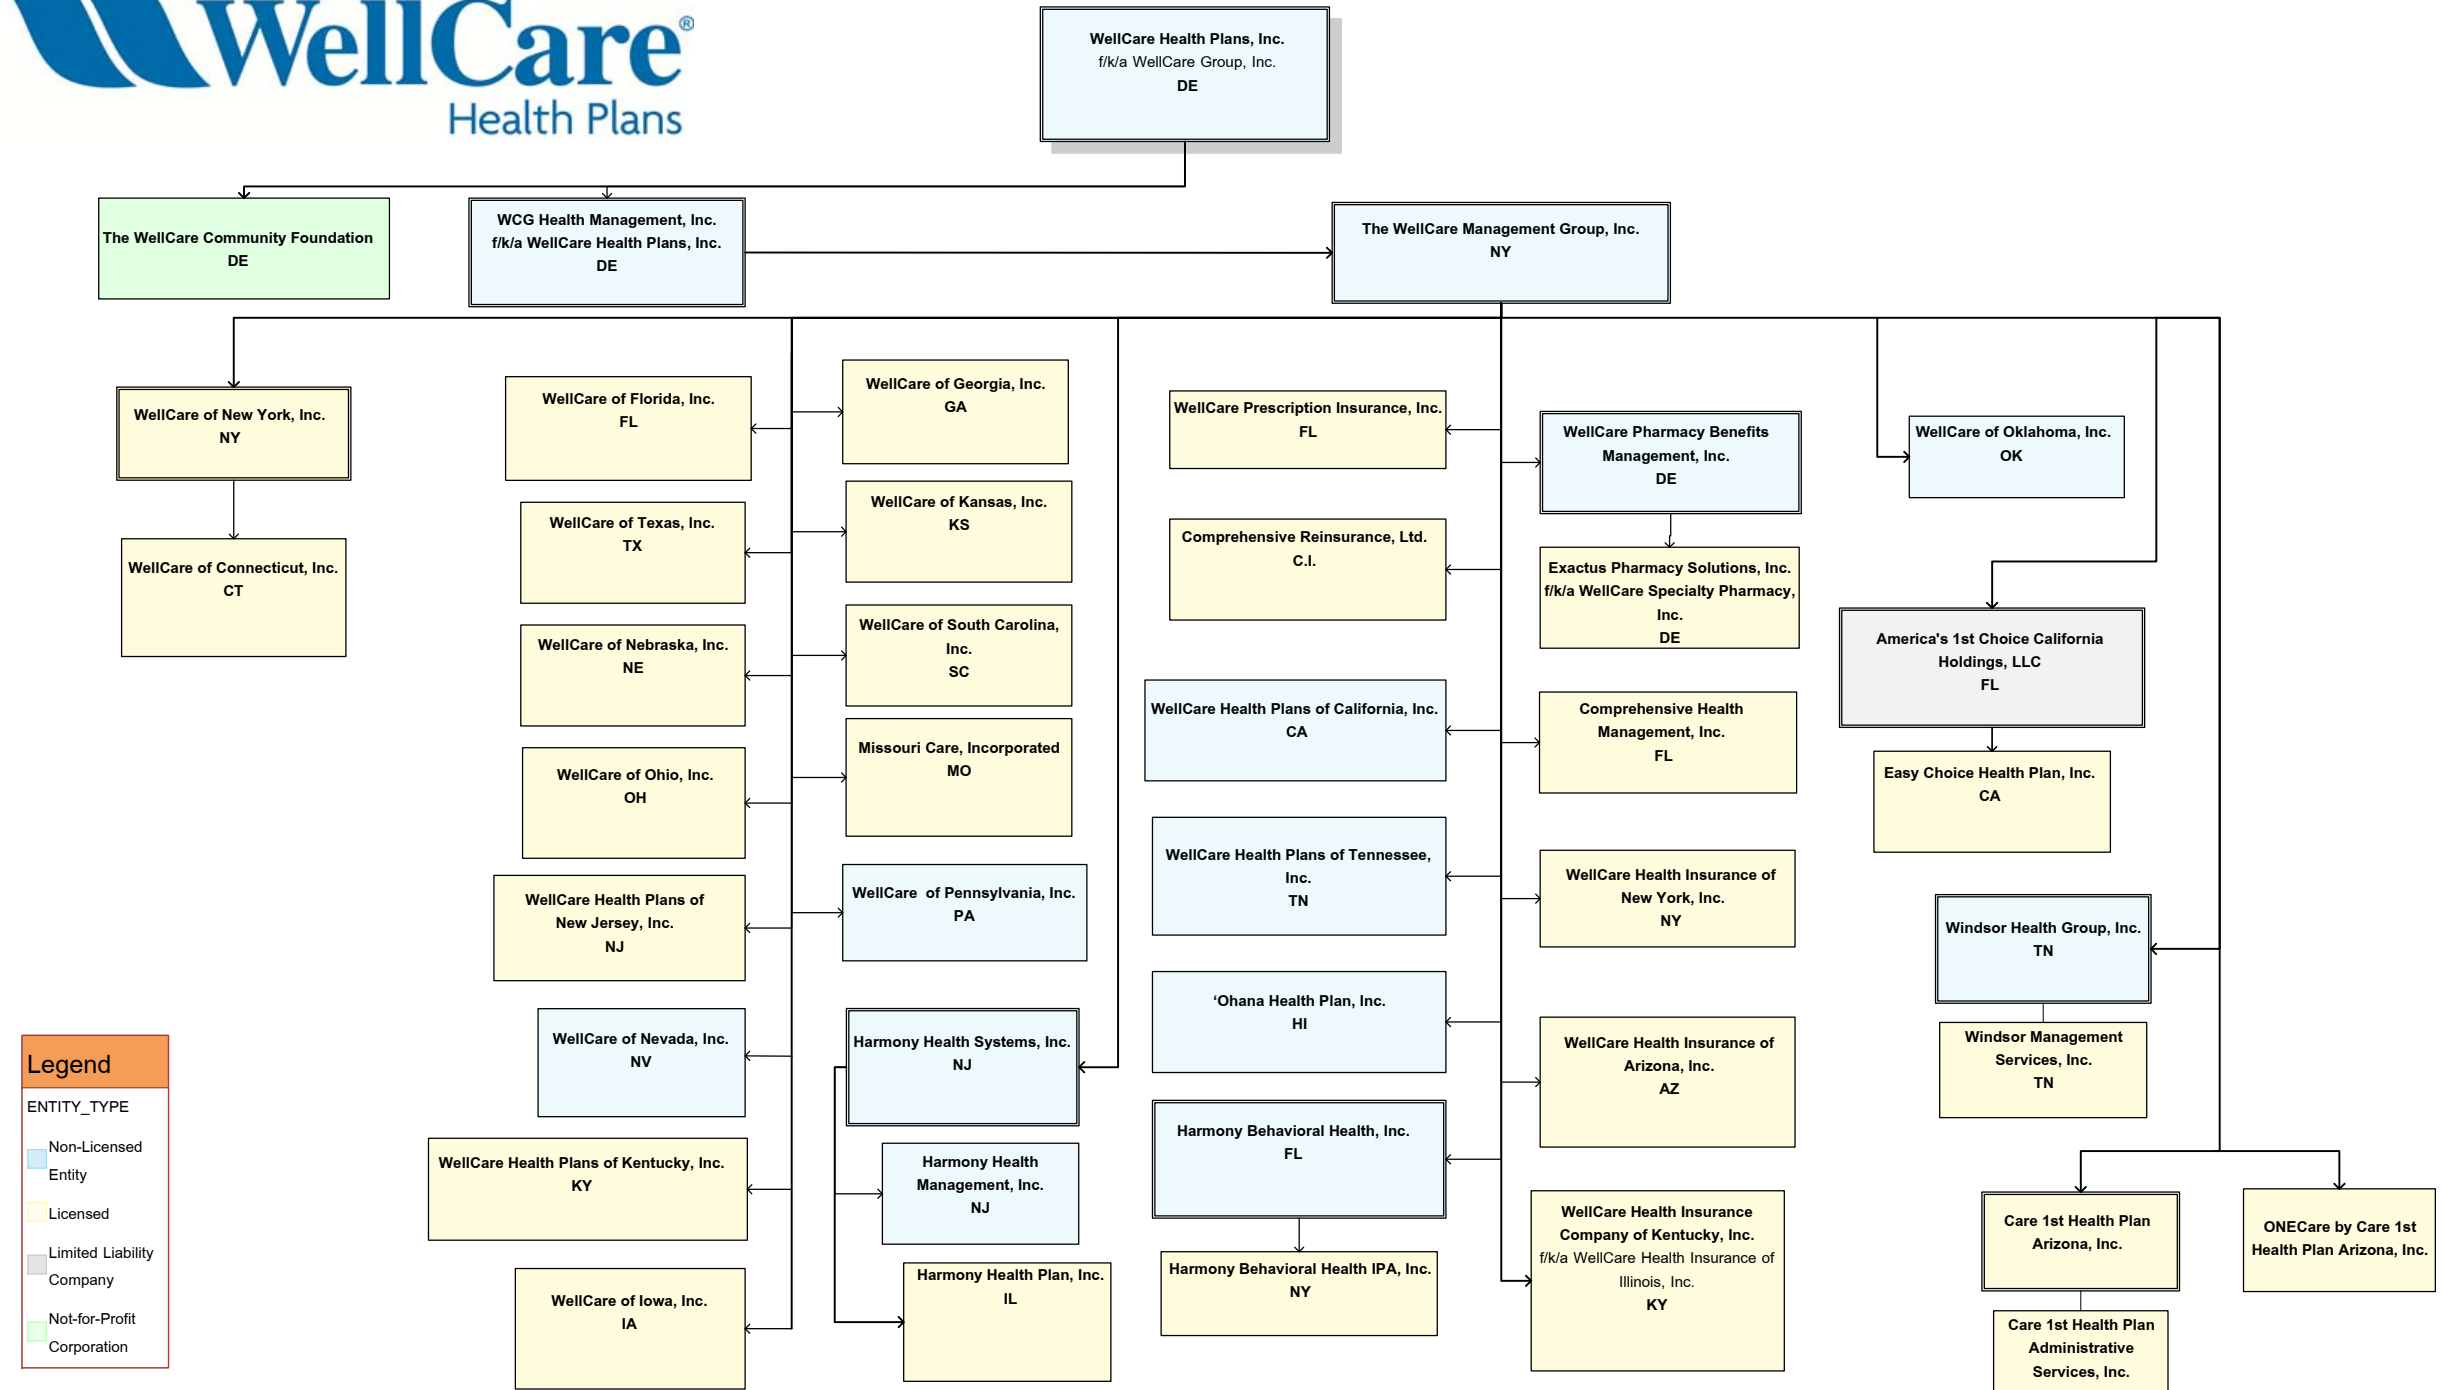 WellCare®
Health Plans
WellCare Health Plans, Inc.
f/k/a WellCare Group, Inc.
DE
The WellCare Community Foundation
DE
WCG Health Management, Inc.
f/k/a WellCare Health Plans, Inc.
DE
The WellCare Management Group, Inc.
NY
WellCare of New York, Inc.
NY
WellCare of Connecticut, Inc.
CT
WellCare of Florida, Inc.
FL
WellCare of Texas, Inc.
TX
WellCare of Nebraska, Inc.
NE
WellCare of Ohio, Inc.
OH
WellCare Health Plans of
New Jersey, Inc.
NJ
WellCare of Nevada, Inc.
NV
WellCare Health Plans of Kentucky, Inc.
KY
WellCare of Iowa, Inc.
IA
WellCare of Georgia, Inc.
GA
WellCare of Kansas, Inc.
KS
WellCare of South Carolina,
Inc.
SC
Missouri Care, Incorporated
MO
WellCare of Pennsylvania, Inc.
PA
Harmony Health Systems, Inc.
NJ
Harmony Health
Management, Inc.
NJ
Harmony Health Plan, Inc.
IL
WellCare Prescription Insurance, Inc.
FL
Comprehensive Reinsurance, Ltd.
C.I.
WellCare Health Plans of California, Inc.
CA
WellCare Health Plans of Tennessee,
Inc.
TN
‘Ohana Health Plan, Inc.
HI
Harmony Behavioral Health, Inc.
FL
Harmony Behavioral Health IPA, Inc.
NY
WellCare Pharmacy Benefits
Management, Inc.
DE
Exactus Pharmacy Solutions, Inc.
f/k/a WellCare Specialty Pharmacy,
Inc.
DE
Comprehensive Health
Management, Inc.
FL
WellCare Health Insurance of
New York, Inc.
NY
WellCare Health Insurance of
Arizona, Inc.
AZ
WellCare Health Insurance
Company of Kentucky, Inc.
f/k/a WellCare Health Insurance of
Illinois, Inc.
KY
WellCare of Oklahoma, Inc.
OK
America's 1st Choice California
Holdings, LLC
FL
Easy Choice Health Plan, Inc.
CA
Windsor Health Group, Inc.
TN
Windsor Management
Services, Inc.
TN
Care 1st Health Plan
Arizona, Inc.
Care 1st Health Plan
Administrative
Services, Inc.
ONECare by Care 1st
Health Plan Arizona, Inc.
Legend
ENTITY_TYPE
Non-Licensed
Entity
Licensed
Limited Liability
Company
Not-for-Profit
Corporation